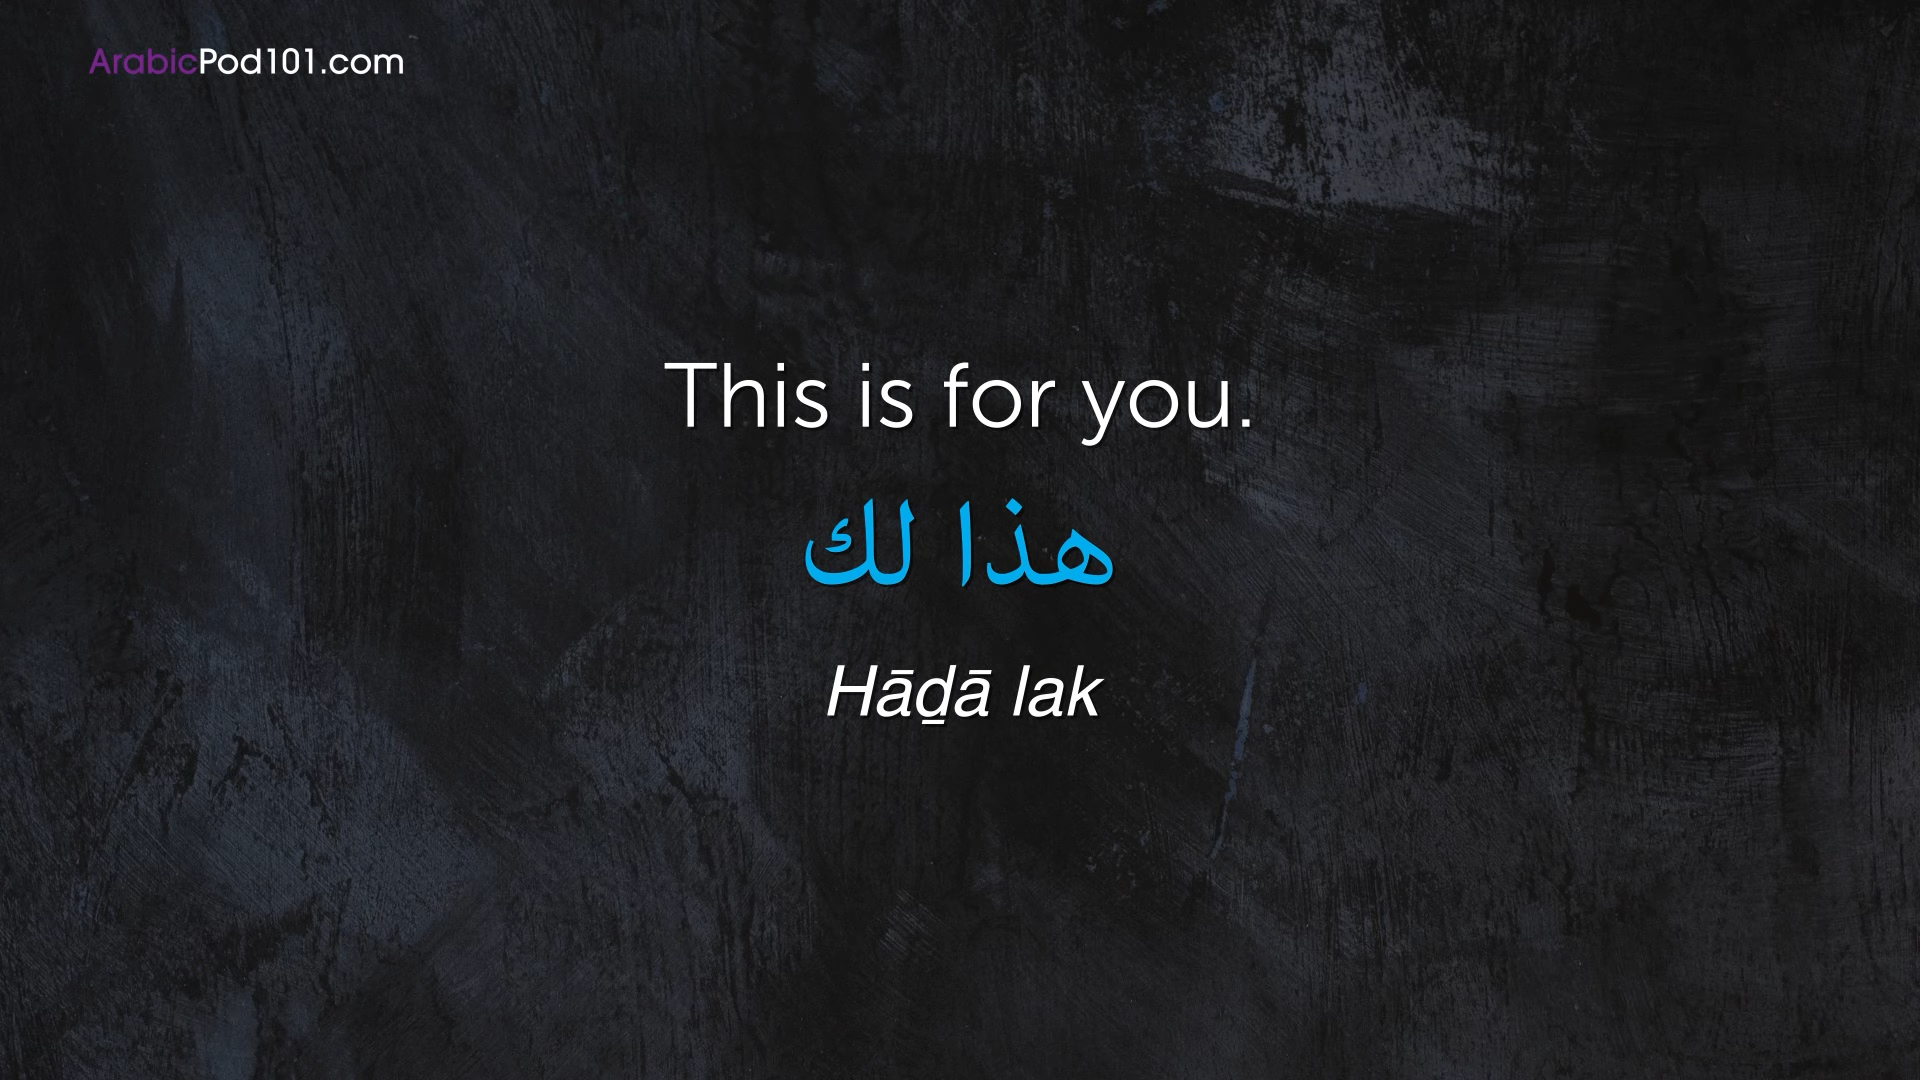 ArabicPod101.com
This is for you.
هذا لك
Hāḏā lak